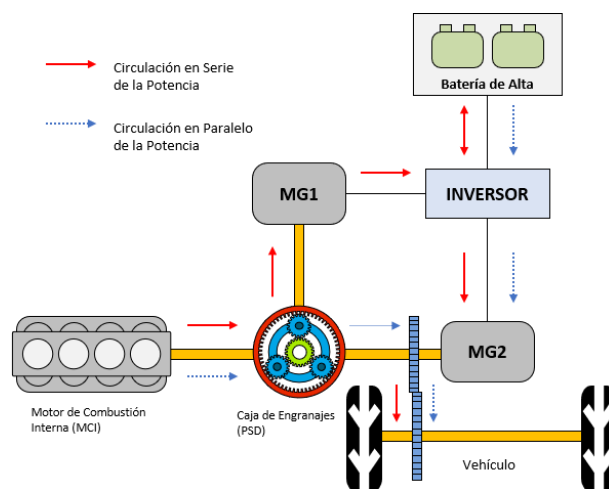 Circulación en Serie
de la Potencia
Circulación en Paralelo
de la Potencia
Batería de Alta
MG1
INVERSOR
MG2
Motor de Combustión
Interna (MCI)
Caja de Engranajes
(PSD)
Vehículo